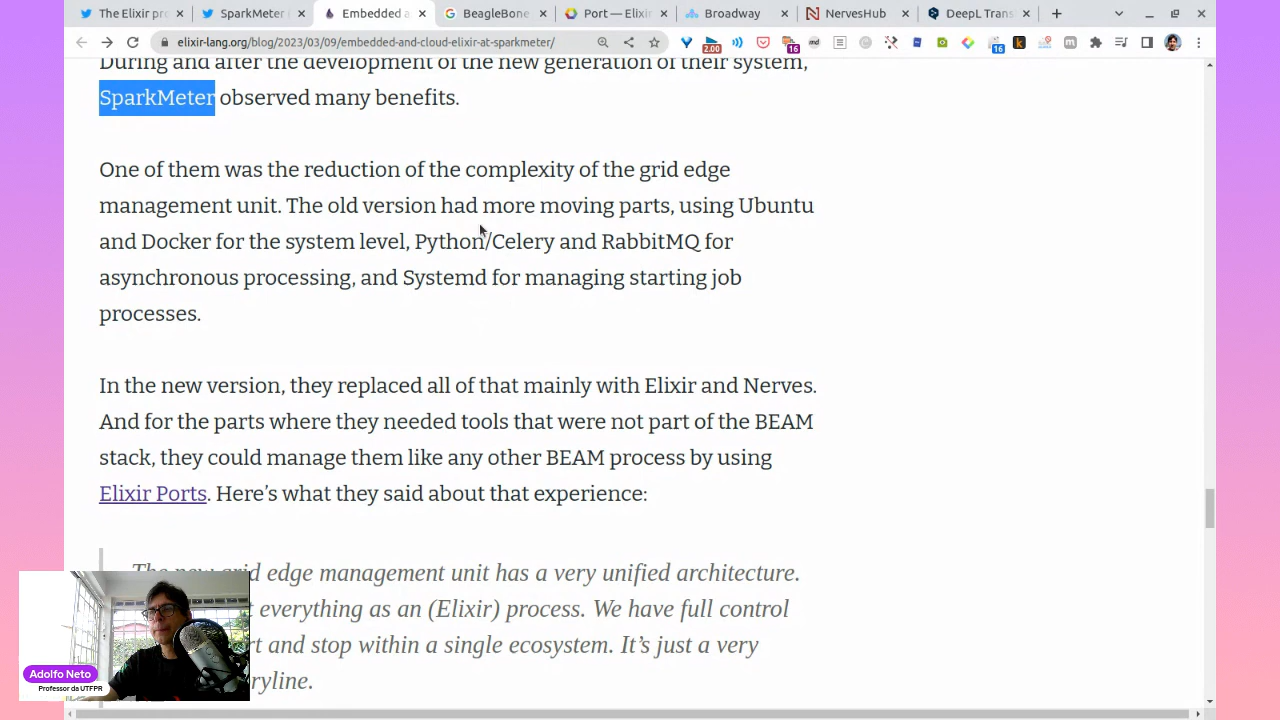 The Elixir pre
SparkMeter r
Embedded a
BeagleBone
Port — Elixi
Broadway
NervesHub
DeepL Trans
elixir-lang.org/blog/2023/03/09/embedded-and-cloud-elixir-at-sparkmeter/
2.00
16
md
16
During and after the development of the new generation of their system,
SparkMeter observed many benefits.
One of them was the reduction of the complexity of the grid edge
management unit. The old version had more moving parts, using Ubuntu
and Docker for the system level, Python/Celery and RabbitMQ for
asynchronous processing, and Systemd for managing starting job
processes.
In the new version, they replaced all of that mainly with Elixir and Nerves.
And for the parts where they needed tools that were not part of the BEAM
stack, they could manage them like any other BEAM process by using
Elixir Ports. Here's what they said about that experience:
The new grid edge management unit has a very unified architecture.
everything as an (Elixir) process. We have full control
and stop within a single ecosystem. It's just a very
Adolfo Neto
Professor da UTFPR